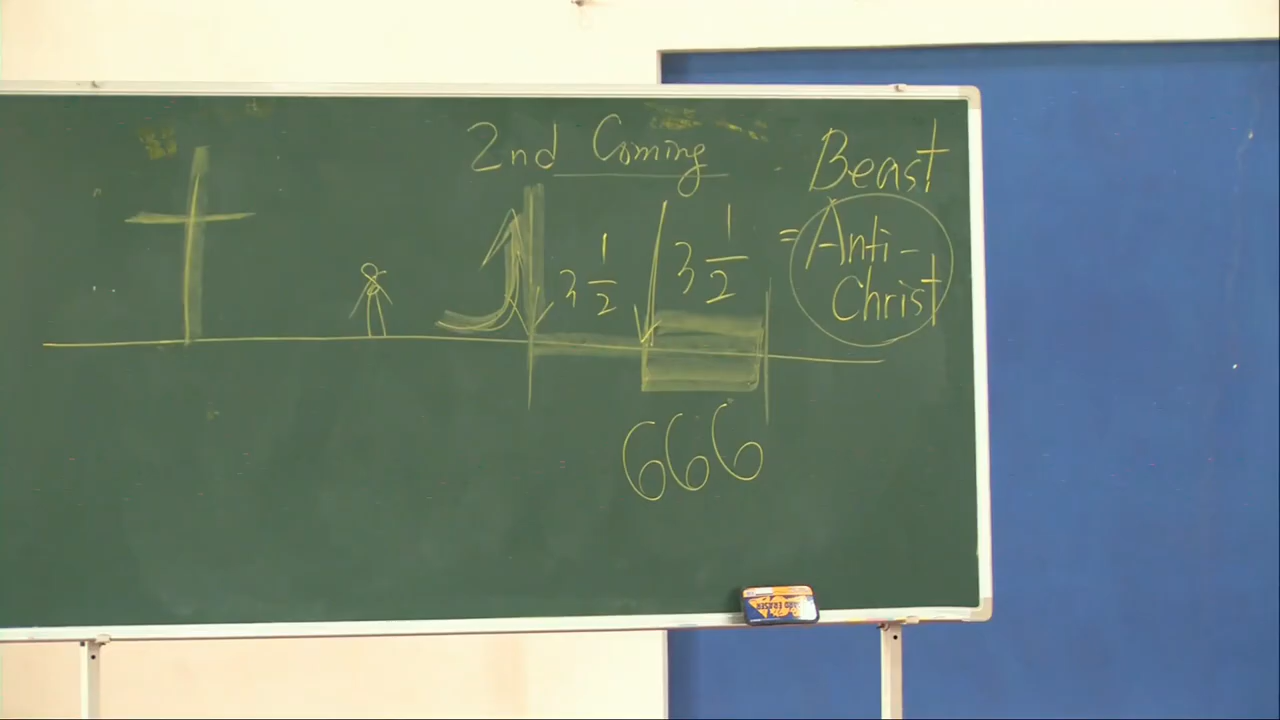 2nd Coming
Beast
= Anti-
Christ
3 1/2
3 1/2
666